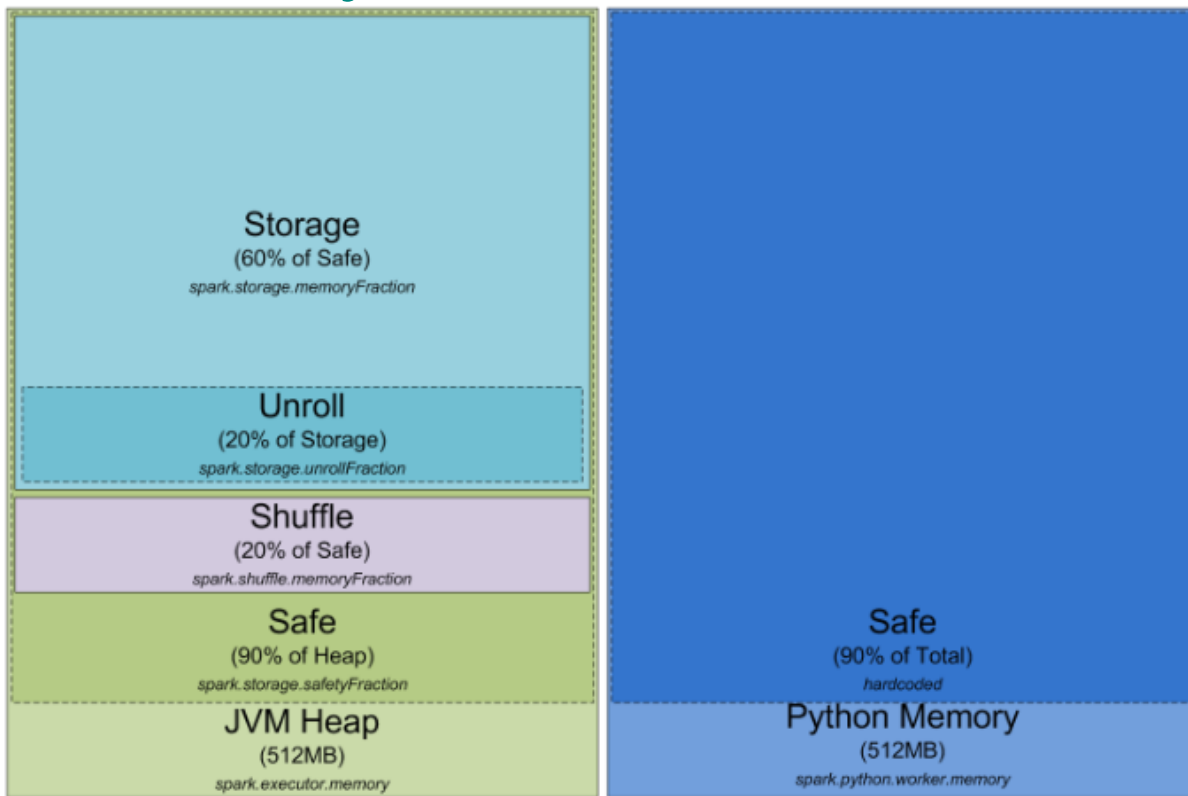 Storage
(60% of Safe)
spark.storage.memoryFraction
Unroll
(20% of Storage)
spark.storage.unrollFraction
Shuffle
(20% of Safe)
spark.shuffle.memoryFraction
Safe
(90% of Heap)
spark.storage.safetyFraction
JVM Heap
(512MB)
spark.executor.memory
Safe
(90% of Total)
hardcoded
Python Memory
(512MB)
spark.python.worker.memory